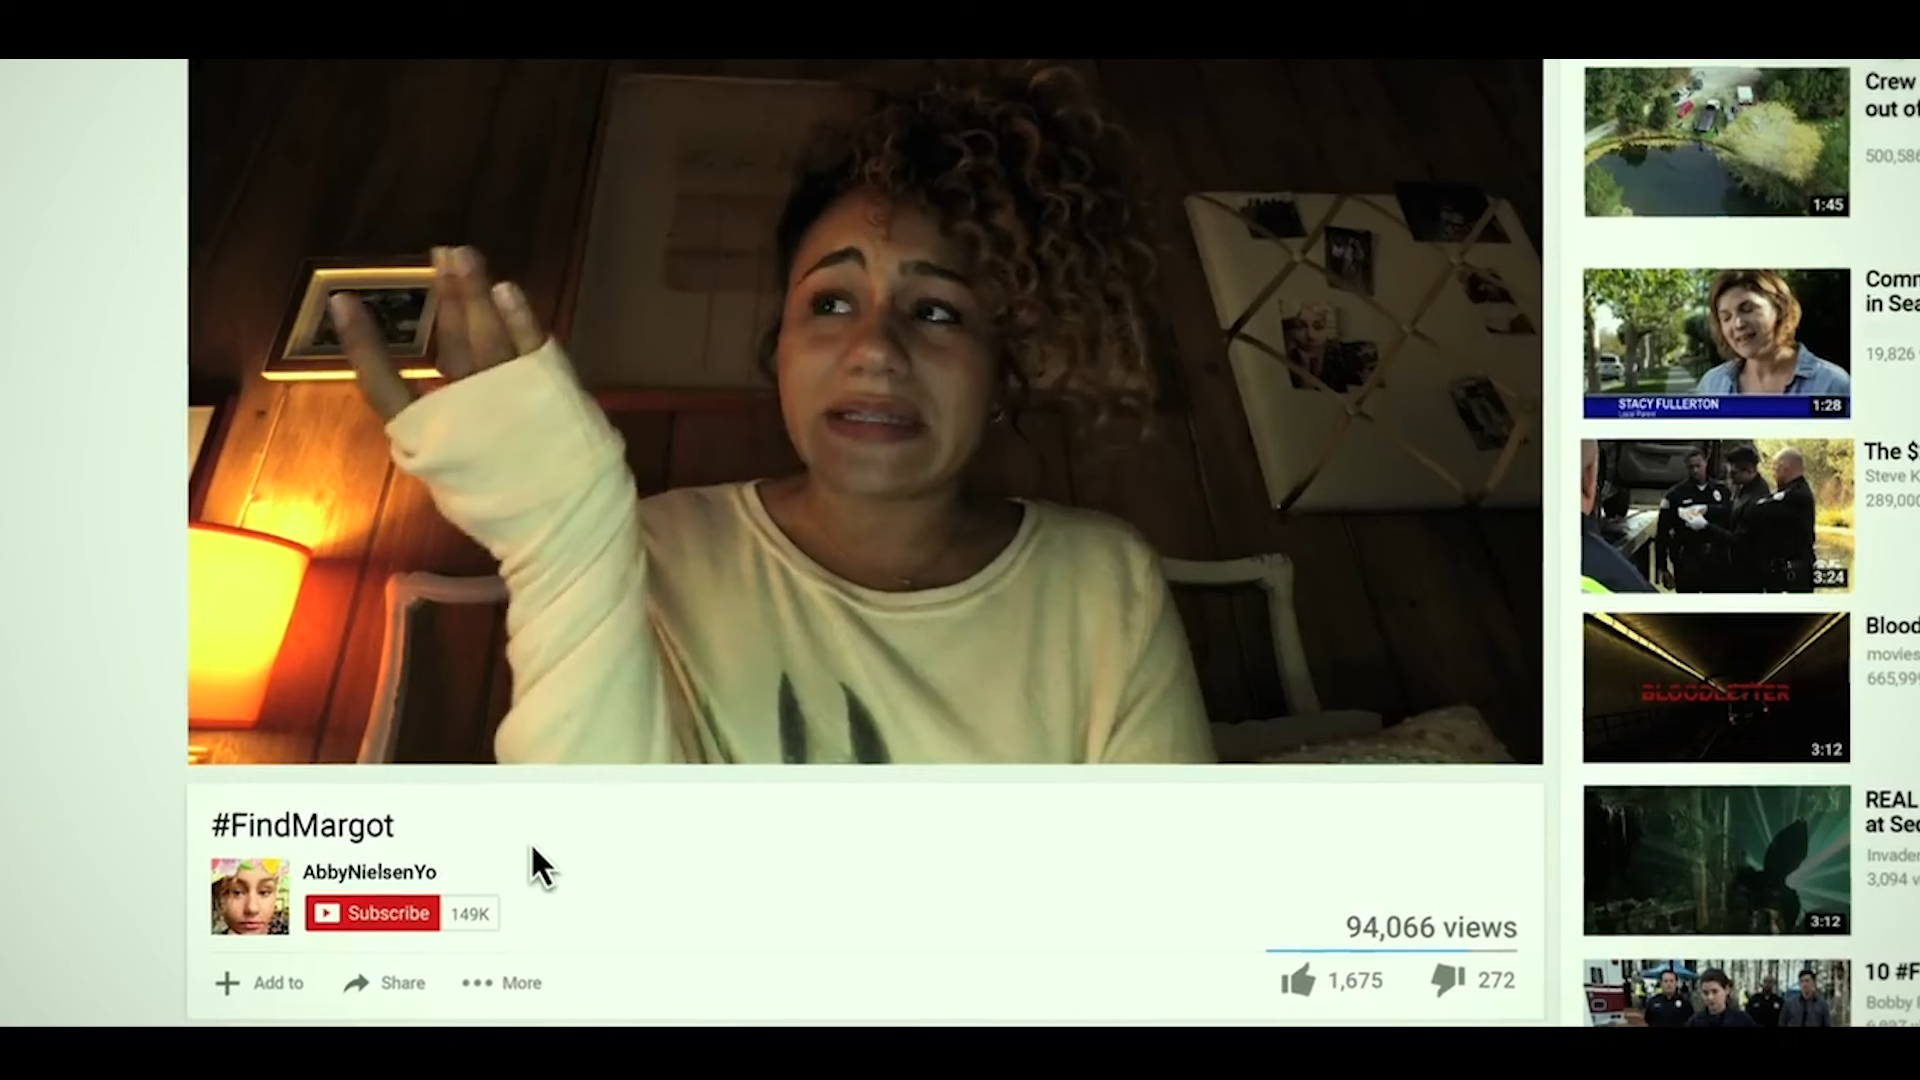 #FindMargot
AbbyNielsenYo
Subscribe 149K
94,066 views
Add to Share More
1,675 272
Crew
out of
500,586
1:45
Comm
in Sea
19,826
STACY FULLERTON
1:28
The $
Steve K
289,000
3:24
Blood
movies
665,999
BLOODLETTER
3:12
REAL
at Sec
Invader
3,094 v
3:12
10 #F
Bobby